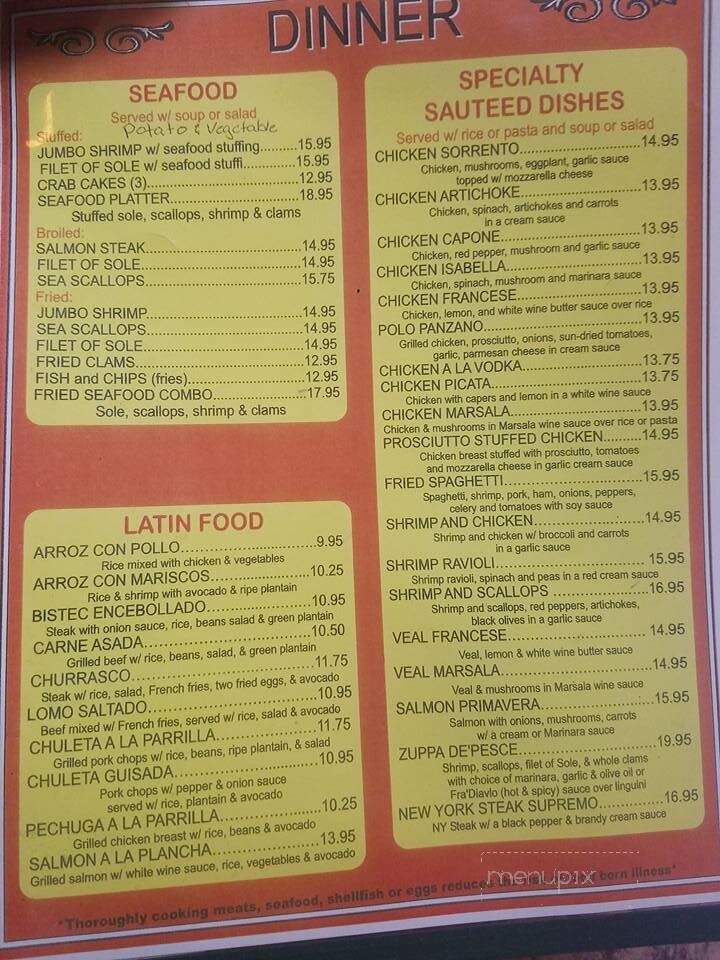 DINNER
SEAFOOD
Served w/ soup or salad
Potato & Vegetable
Stuffed:
JUMBO SHRIMP w/ seafood stuffing..........15.95
FILET OF SOLE w/ seafood stuffi.............15.95
CRAB CAKES (3)......................................12.95
SEAFOOD PLATTER.................................18.95
Stuffed sole, scallops, shrimp & clams
Broiled:
SALMON STEAK......................................14.95
FILET OF SOLE.......................................14.95
SEA SCALLOPS.......................................15.75
Fried:
JUMBO SHRIMP......................................14.95
SEA SCALLOPS.......................................14.95
FILET OF SOLE.......................................14.95
FRIED CLAMS.........................................12.95
FISH and CHIPS (fries).............................12.95
FRIED SEAFOOD COMBO.......................17.95
Sole, scallops, shrimp & clams
LATIN FOOD
ARROZ CON POLLO..............................9.95
Rice mixed with chicken & vegetables
ARROZ CON MARISCOS.......................10.25
Rice & shrimp with avocado & ripe plantain
BISTEC ENCEBOLLADO.......................10.95
Steak with onion sauce, rice, beans salad & green plantain
CARNE ASADA.....................................10.50
Grilled beef w/ rice, beans, salad, & green plantain
CHURRASCO.......................................11.75
Steak w/ rice, salad, French fries, two fried eggs, & avocado
LOMO SALTADO..................................10.95
Beef mixed w/ French fries, served w/ rice, salad & avocado
CHULETA A LA PARRILLA......................11.75
Grilled pork chops w/ rice, beans, ripe plantain, & salad
CHULETA GUISADA..............................10.95
Pork chops w/ pepper & onion sauce
served w/ rice, plantain & avocado
PECHUGA A LA PARRILLA.....................10.25
Grilled chicken breast w/ rice, beans & avocado
SALMON A LA PLANCHA......................13.95
Grilled salmon w/ white wine sauce, rice, vegetables & avocado
SPECIALTY
SAUTEED DISHES
Served w/ rice or pasta and soup or salad
CHICKEN SORRENTO............................14.95
Chicken, mushrooms, eggplant, garlic sauce
topped w/ mozzarella cheese
CHICKEN ARTICHOKE...........................13.95
Chicken, spinach, artichokes and carrots
in a cream sauce
CHICKEN CAPONE................................13.95
Chicken, red pepper, mushroom and garlic sauce
CHICKEN ISABELLA...............................13.95
Chicken, spinach, mushroom and marinara sauce
CHICKEN FRANCESE.............................13.95
Chicken, lemon, and white wine butter sauce over rice
POLO PANZANO...................................13.95
Grilled chicken, prosciutto, onions, sun-dried tomatoes,
garlic, parmesan cheese in cream sauce
CHICKEN A LA VODKA...........................13.75
CHICKEN PICATA..................................13.75
Chicken with capers and lemon in a white wine sauce
CHICKEN MARSALA...............................13.95
Chicken & mushrooms in Marsala wine sauce over rice or pasta
PROSCIUTTO STUFFED CHICKEN..........14.95
Chicken breast stuffed with prosciutto, tomatoes
and mozzarella cheese in garlic cream sauce
FRIED SPAGHETTI................................15.95
Spaghetti, shrimp, pork, ham, onions, peppers,
celery and tomatoes with soy sauce
SHRIMP AND CHICKEN.........................14.95
Shrimp and chicken w/ broccoli and carrots
in a garlic sauce
SHRIMP RAVIOLI.................................15.95
Shrimp ravioli, spinach and peas in a red cream sauce
SHRIMP AND SCALLOPS.....................16.95
Shrimp and scallops, red peppers, artichokes,
black olives in garlic sauce
VEAL FRANCESE..................................14.95
Veal, lemon & white wine butter sauce
VEAL MARSALA...................................14.95
Veal & mushrooms in Marsala wine sauce
SALMON PRIMAVERA...........................15.95
Salmon with onions, mushrooms, carrots
w/ a cream or Marinara sauce
ZUPPA DE'PESCE.................................19.95
Shrimp, scallops, filet of Sole, & whole clams
with choice of marinara, garlic & olive oil or
Fra'Diavlo (hot & spicy) sauce over linguini
NEW YORK STEAK SUPREMO...............16.95
NY Steak w/ a black pepper & brandy cream sauce
menupix
*Thoroughly cooking meats, seafood, shellfish or eggs reduces the illness*